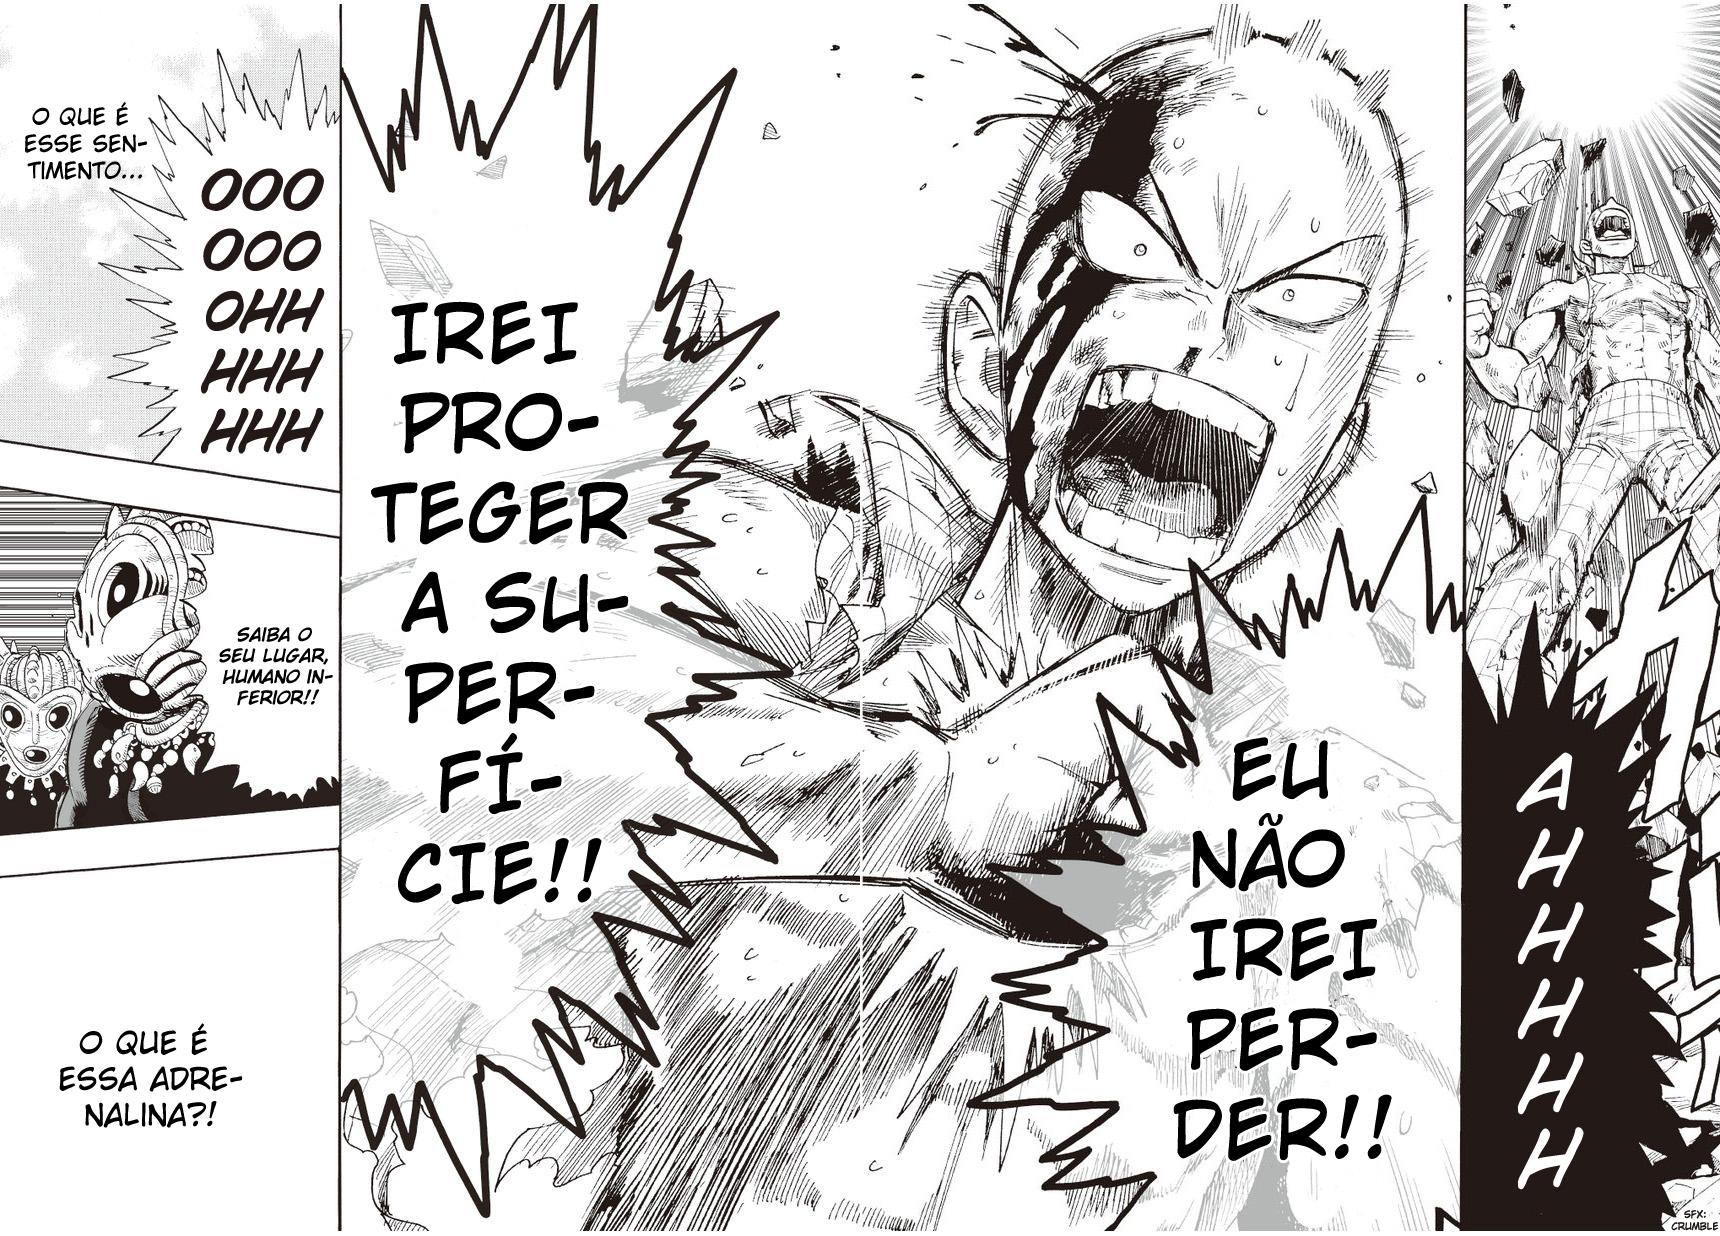 AHHHHH
EU
NÃO
IREI
PER-
DER!!
IREI
PRO-
TEGER
A SU-
PER-
FÍ-
CIE!!
OOO
OOO
OHH
HHH
HHH
O QUE É
ESSE SEN-
TIMENTO...
SAIBA O
SEU LUGAR,
HUMANO IN-
FERIOR!!
O QUE É
ESSA ADRE-
NALINA?!
SFX:
CRUMBLE